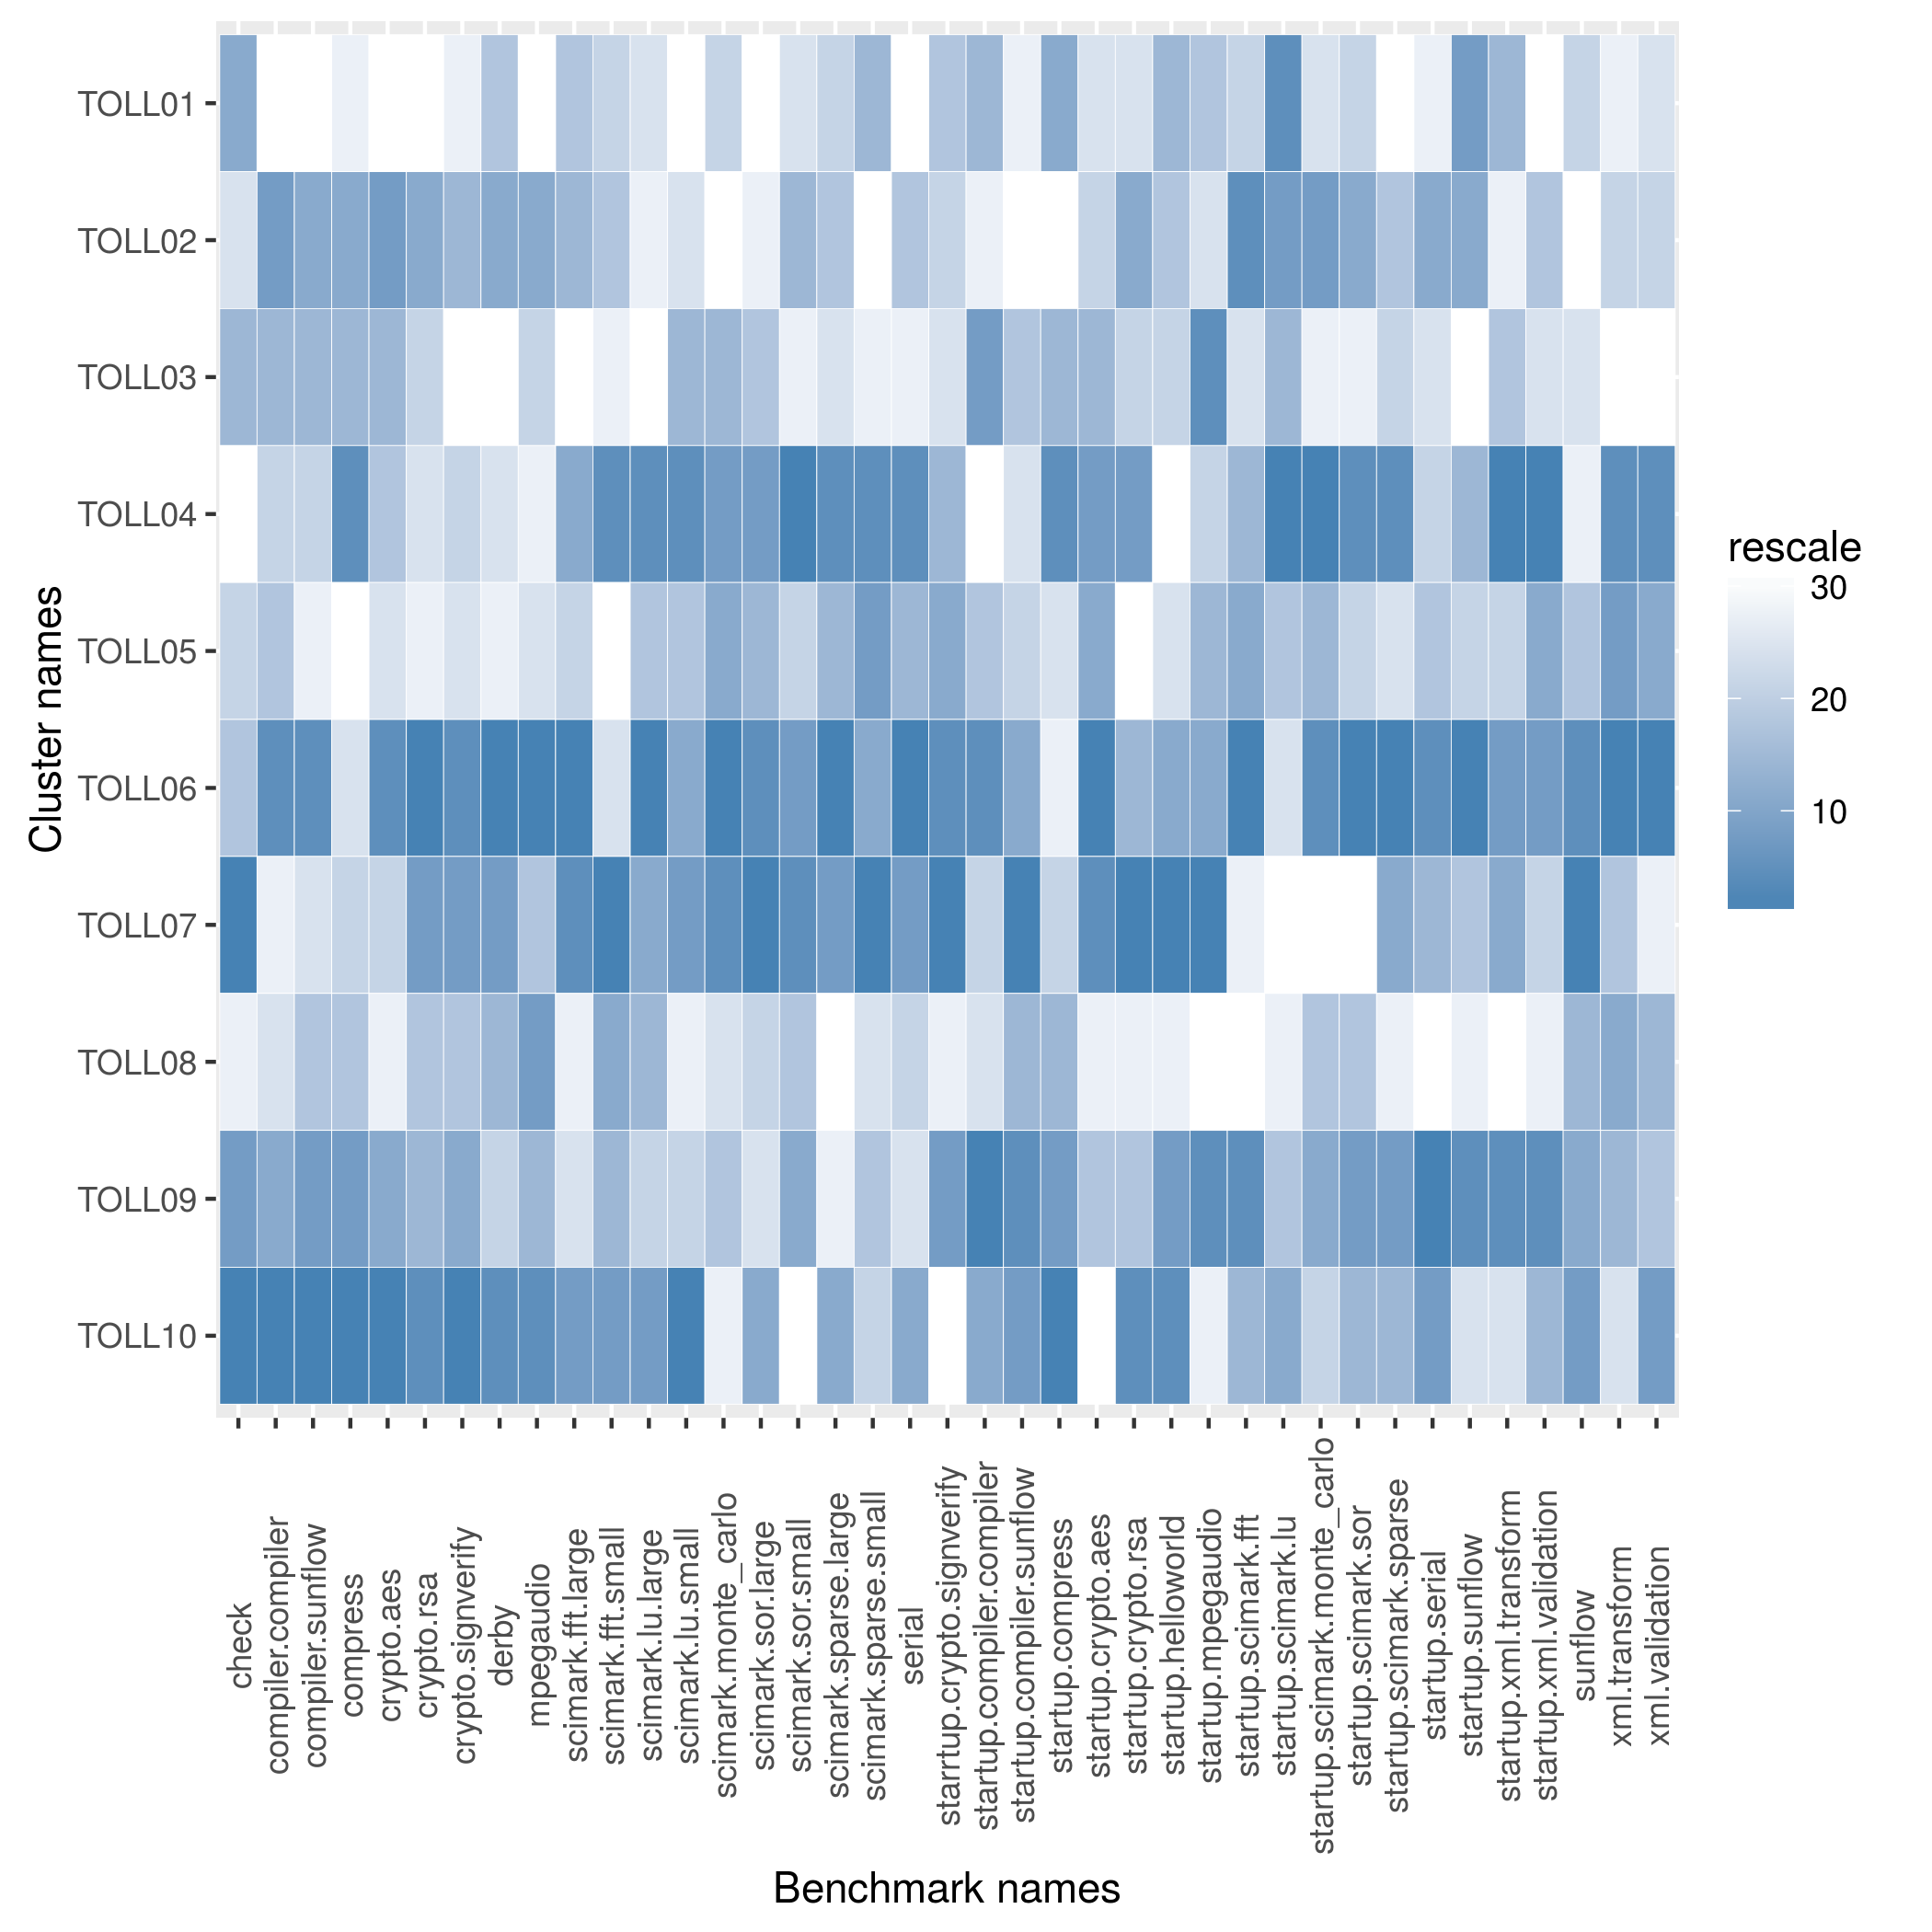 TOLL01
TOLL02
TOLL03
TOLL04
TOLL05
TOLL06
TOLL07
TOLL08
TOLL09
TOLL10
Cluster names
rescale
30
20
10
check
compiler.compiler
compiler.sunflow
compress
crypto.aes
crypto.rsa
crypto.signverify
derby
mpegaudio
scimark.fft.large
scimark.fft.small
scimark.lu.large
scimark.lu.small
scimark.monte_carlo
scimark.sor.large
scimark.sor.small
scimark.sparse.large
scimark.sparse.small
serial
starrtup.crypto.signverify
startup.compiler.compiler
startup.compiler.sunflow
startup.compress
startup.crypto.aes
startup.crypto.rsa
startup.helloworld
startup.mpegaudio
startup.scimark.fft
startup.scimark.lu
startup.scimark.monte_carlo
startup.scimark.sor
startup.scimark.sparse
startup.serial
startup.sunflow
startup.xml.transform
startup.xml.validation
sunflow
xml.transform
xml.validation
Benchmark names